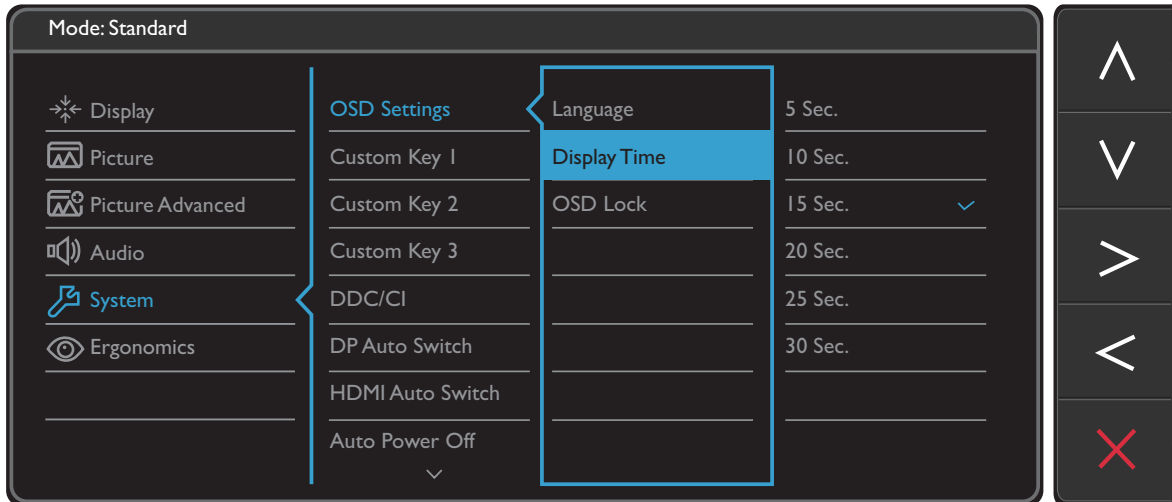 Mode: Standard
Display
Picture
Picture Advanced
Audio
System
Ergonomics
OSD Settings
Custom Key 1
Custom Key 2
Custom Key 3
DDC/CI
DP Auto Switch
HDMI Auto Switch
Auto Power Off
Language
Display Time
OSD Lock
5 Sec.
10 Sec.
15 Sec.
20 Sec.
25 Sec.
30 Sec.